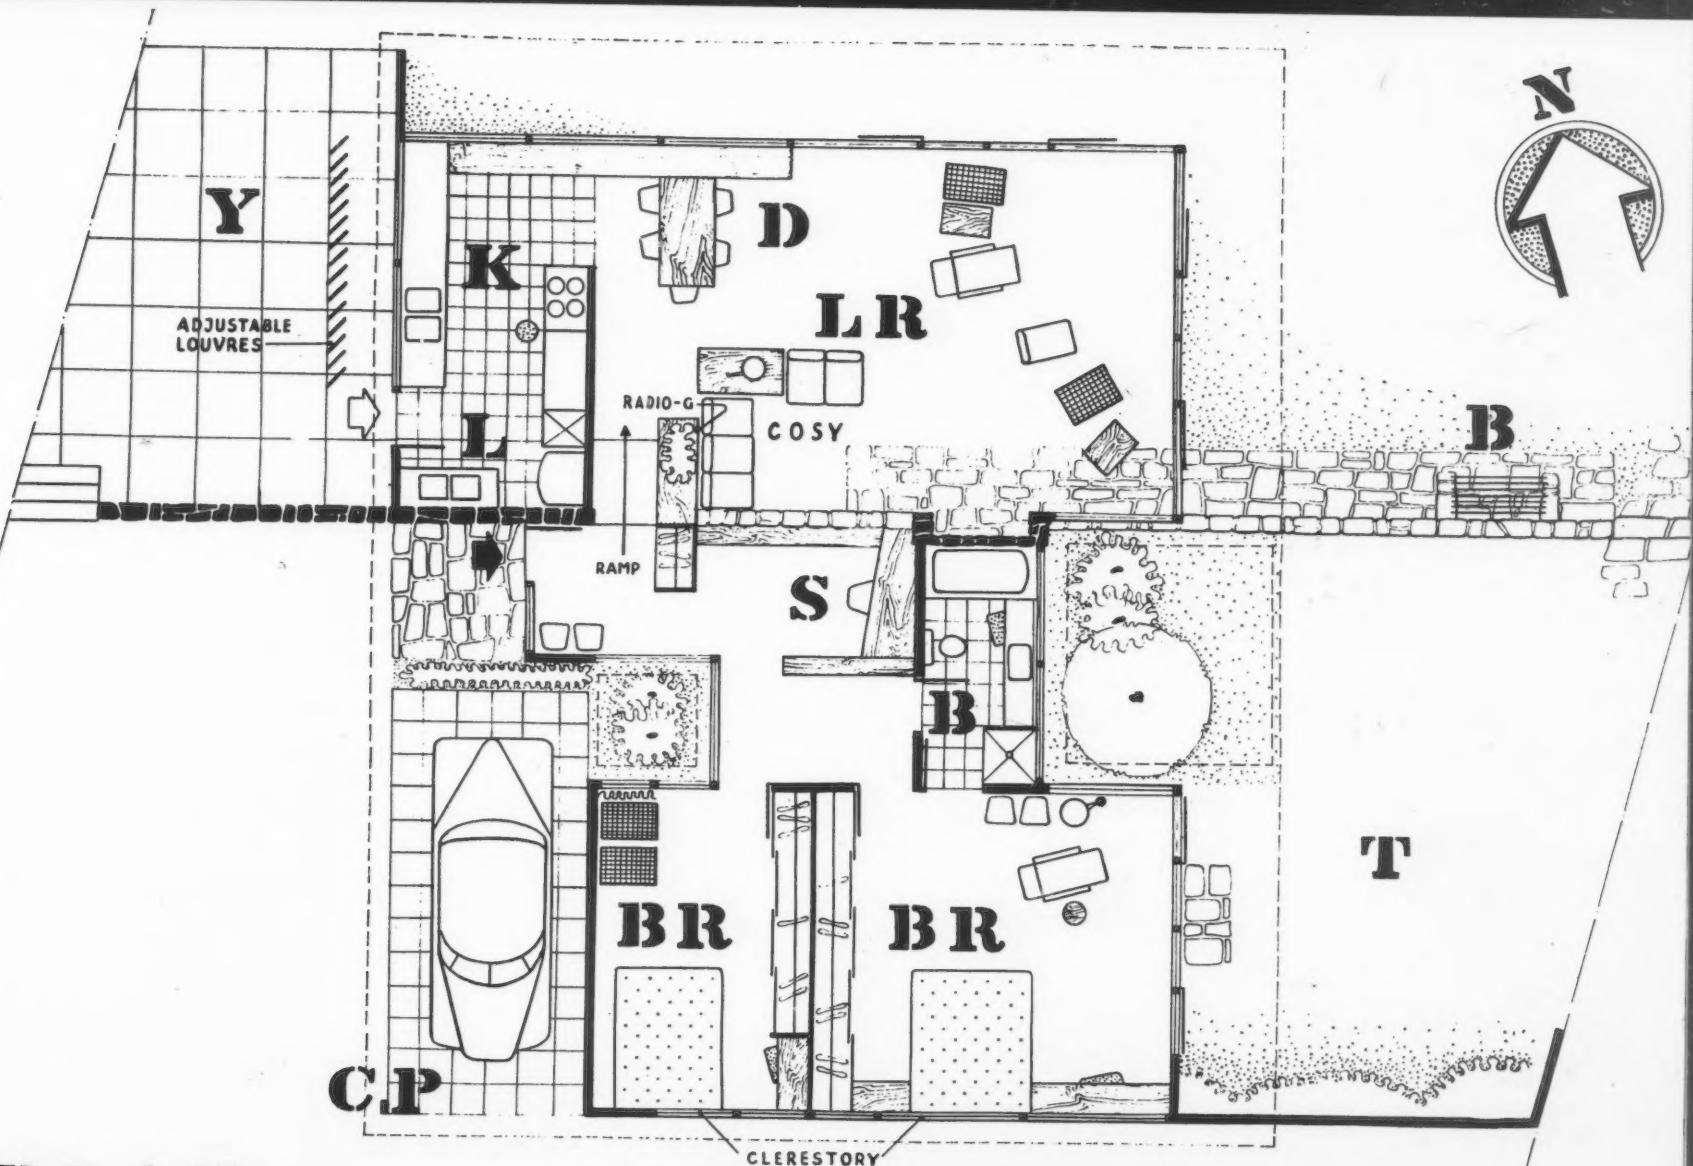 N
Y
K
D
LR
ADJUSTABLE
LOUVRES
RADIO-G
L
COSY
B
RAMP
S
B
T
BR
BR
C.P
CLERESTORY